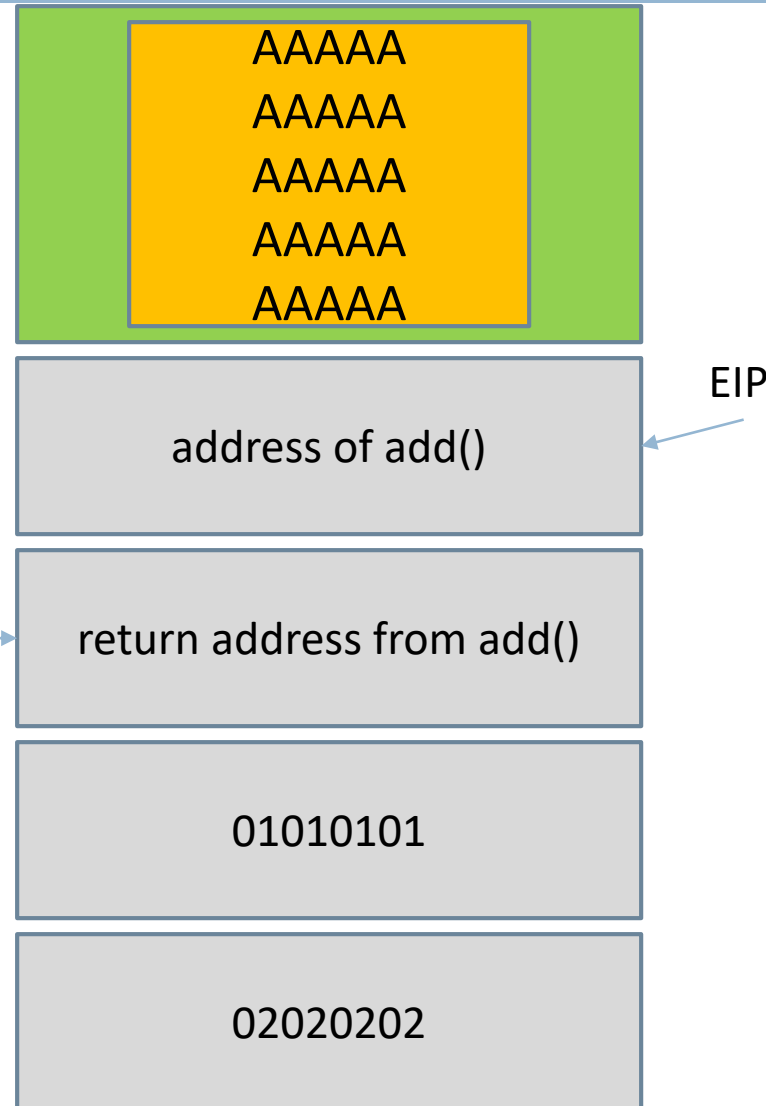 AAAAA
AAAAA
AAAAA
AAAAA
AAAAA
EIP
address of add()
return address from add()
01010101
02020202